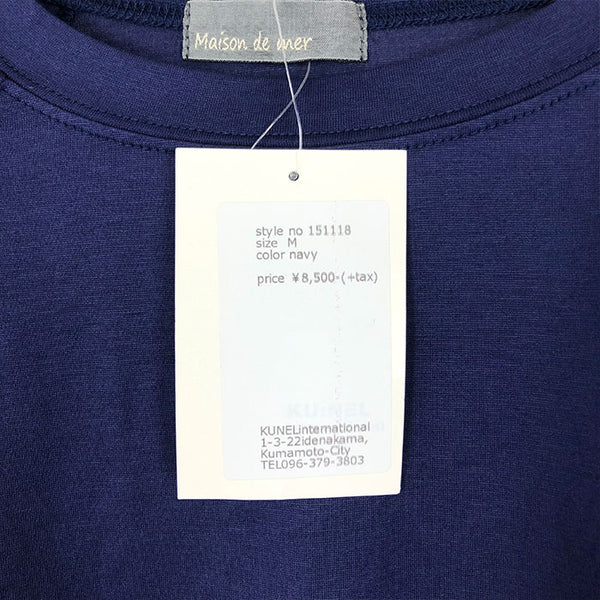 Maison de mer
style no 151118
size M
color navy
price ¥8,500-(+tax)
KUNEL
KUNELinternational
1-3-22idenakama,
Kumamoto-City
TEL096-379-3803